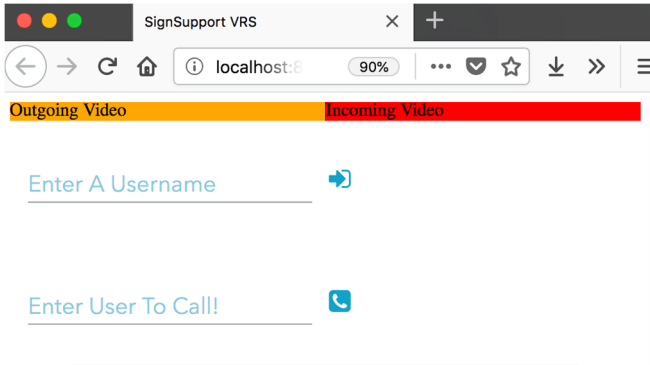 SignSupport VRS
localhost:8
90%
Outgoing Video
Incoming Video
Enter A Username
Enter User To Call!